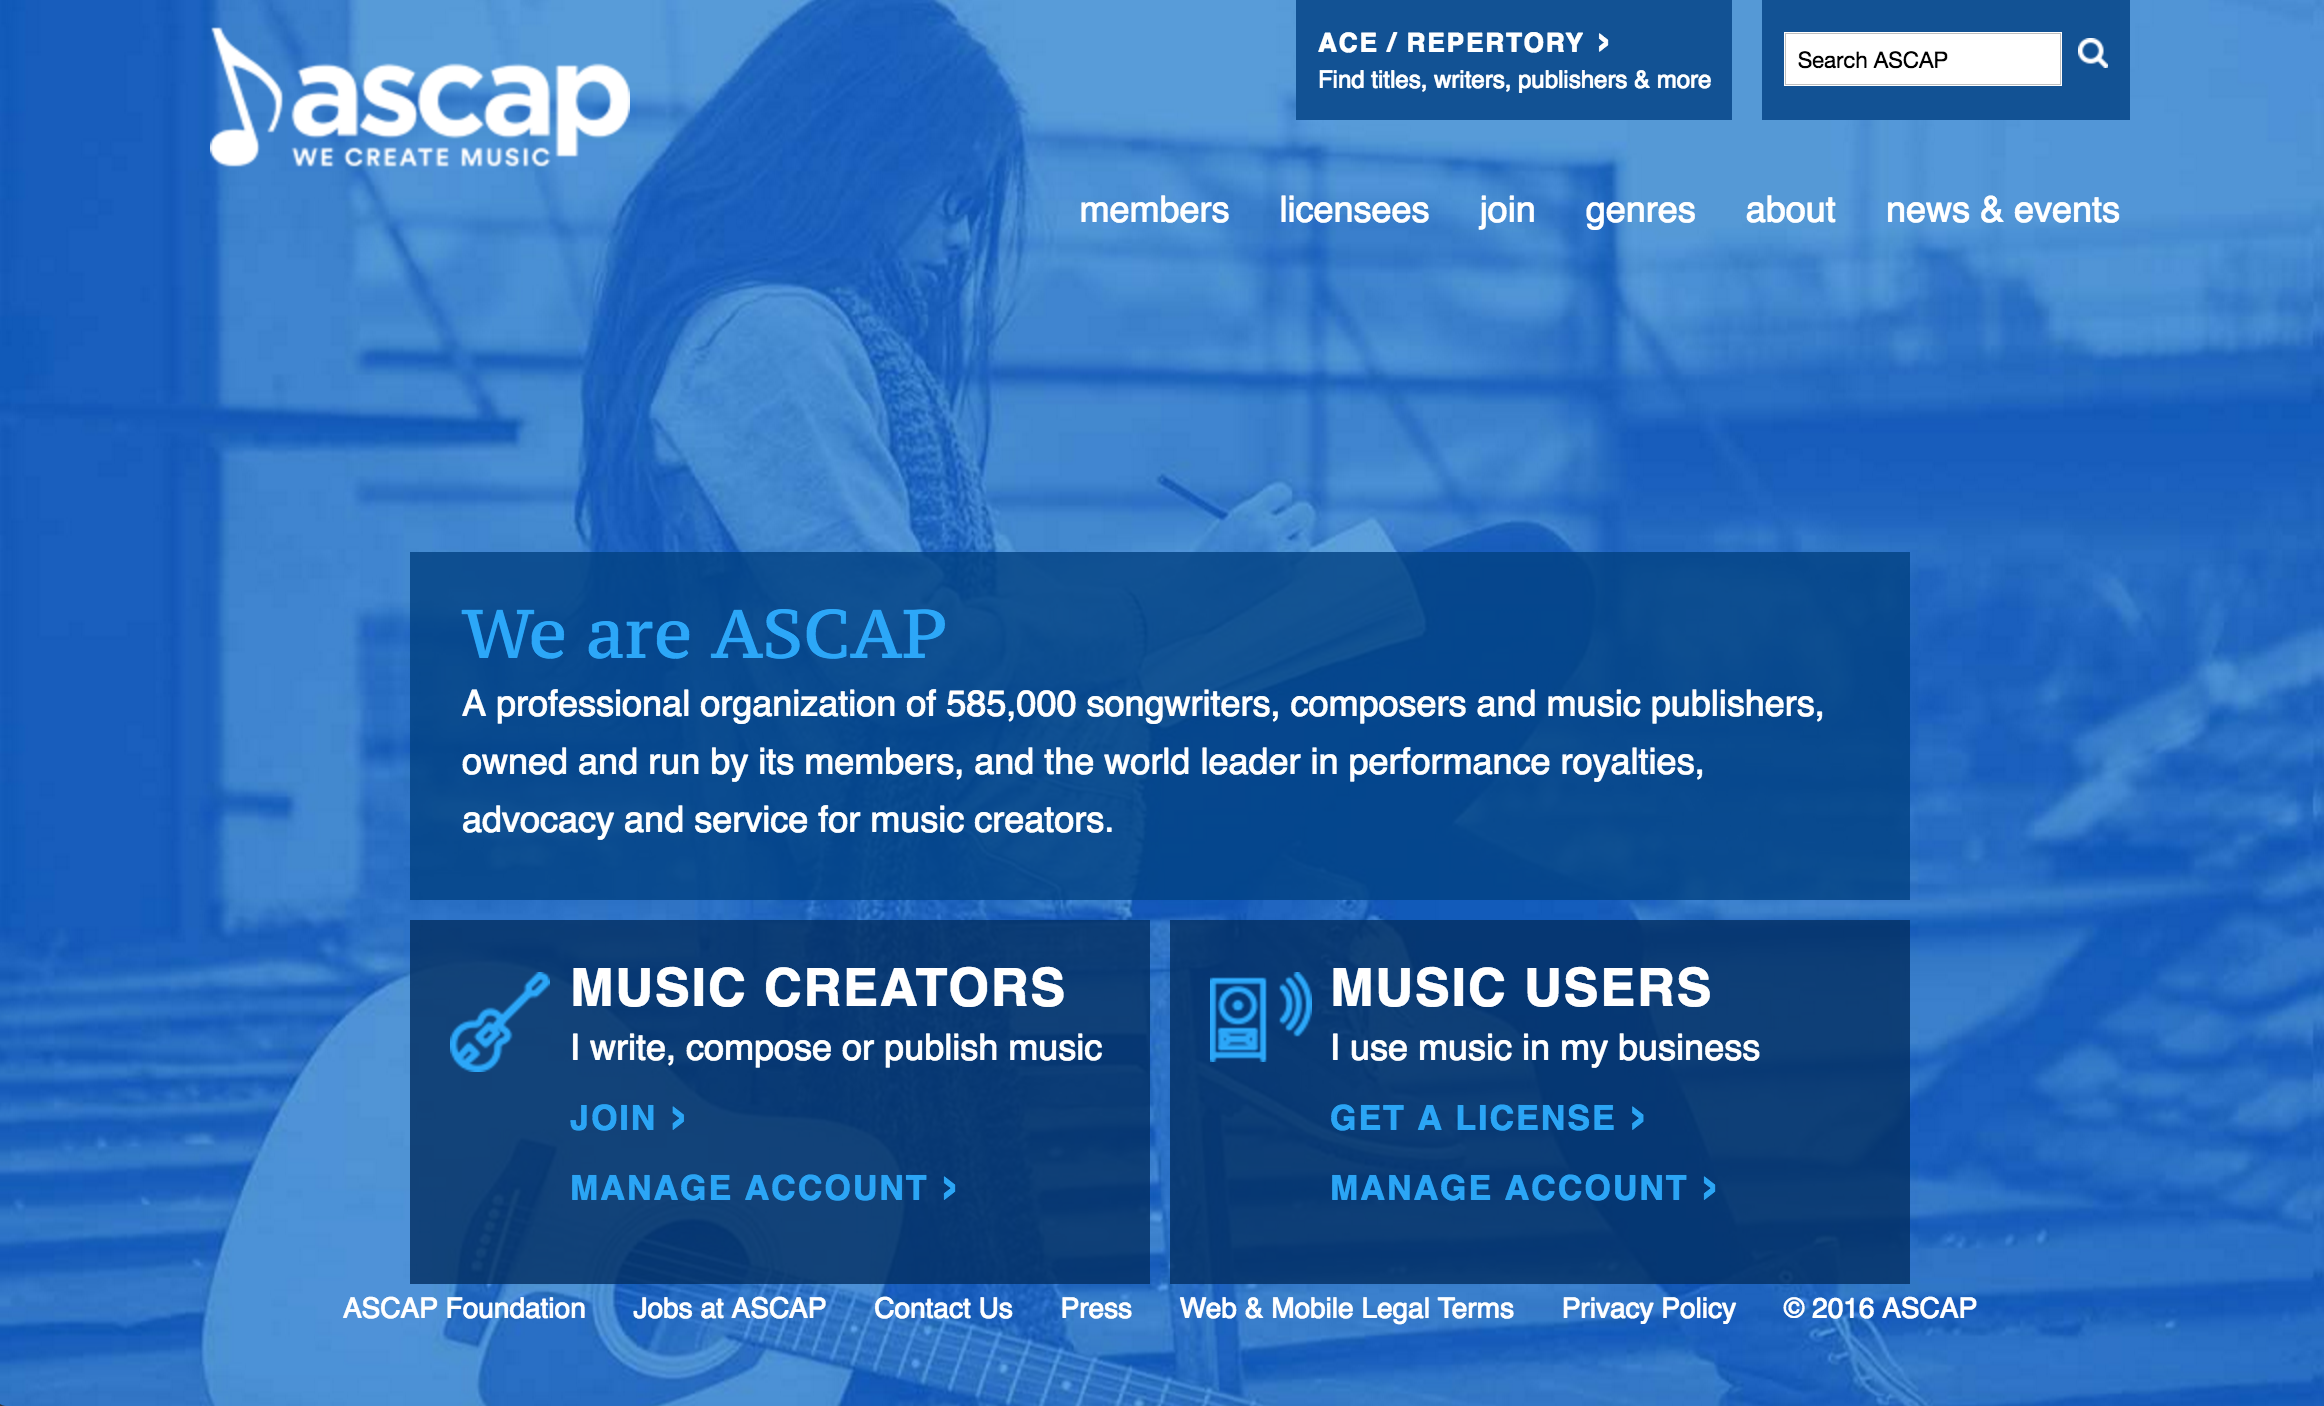 ascap
WE CREATE MUSIC
ACE / REPERTORY >
Find titles, writers, publishers & more
Search ASCAP
members licensees join genres about news & events
We are ASCAP
A professional organization of 585,000 songwriters, composers and music publishers,
owned and run by its members, and the world leader in performance royalties,
advocacy and service for music creators.
MUSIC CREATORS
I write, compose or publish music
JOIN >
MANAGE ACCOUNT >
MUSIC USERS
I use music in my business
GET A LICENSE >
MANAGE ACCOUNT >
ASCAP Foundation Jobs at ASCAP Contact Us Press Web & Mobile Legal Terms Privacy Policy © 2016 ASCAP